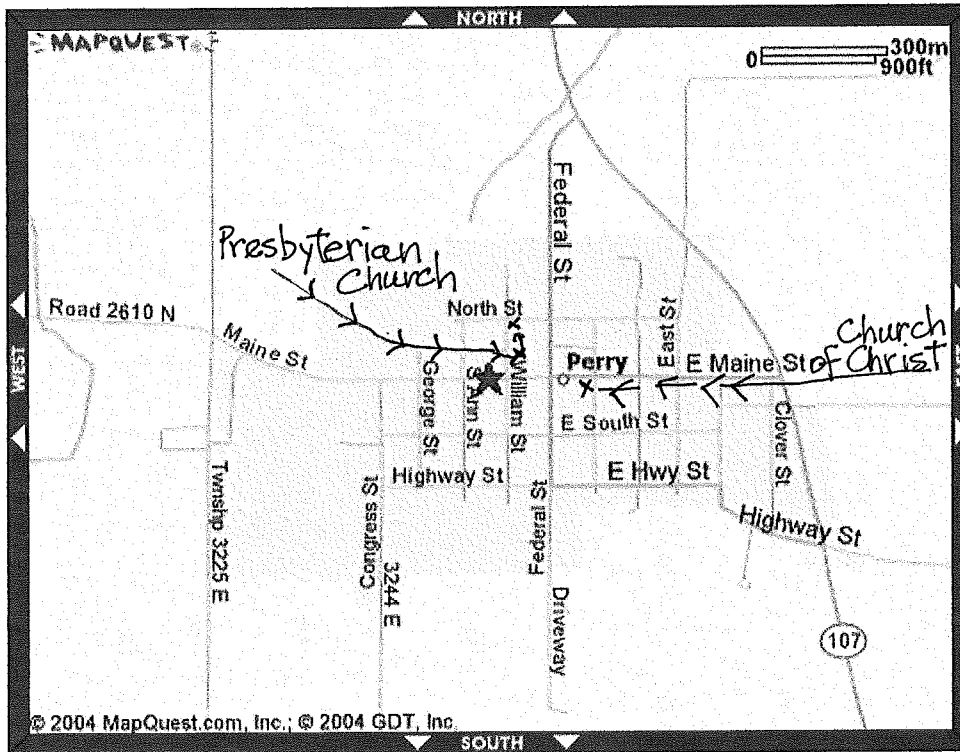 NORTH
MAPQUEST
300m
0
900ft
Federal St
Presbyterian
Church
Road 2610 N
North St
Maine St
East St
Church
of Christ
WEST
Perry
E Maine St
George St
S Ann St
William St
E South St
Clover St
Highway St
E Hwy St
Highway St
Twnshp 3225 E
Congress St
3244 E
Federal St
Driveway
107
© 2004 MapQuest.com, Inc.; © 2004 GDT, Inc.
SOUTH